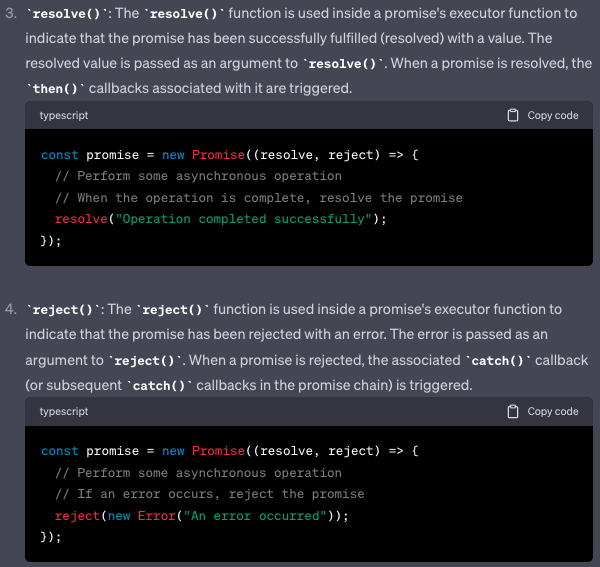 3. `resolve()`: The `resolve()` function is used inside a promise's executor function to
indicate that the promise has been successfully fulfilled (resolved) with a value. The
resolved value is passed as an argument to `resolve()`. When a promise is resolved, the
`then()` callbacks associated with it are triggered.
typescript Copy code
const promise = new Promise((resolve, reject) => {
  // Perform some asynchronous operation
  // When the operation is complete, resolve the promise
  resolve("Operation completed successfully");
});
4. `reject()`: The `reject()` function is used inside a promise's executor function to
indicate that the promise has been rejected with an error. The error is passed as an
argument to `reject()`. When a promise is rejected, the associated `catch()` callback
(or subsequent `catch()` callbacks in the promise chain) is triggered.
typescript Copy code
const promise = new Promise((resolve, reject) => {
  // Perform some asynchronous operation
  // If an error occurs, reject the promise
  reject(new Error("An error occurred"));
});